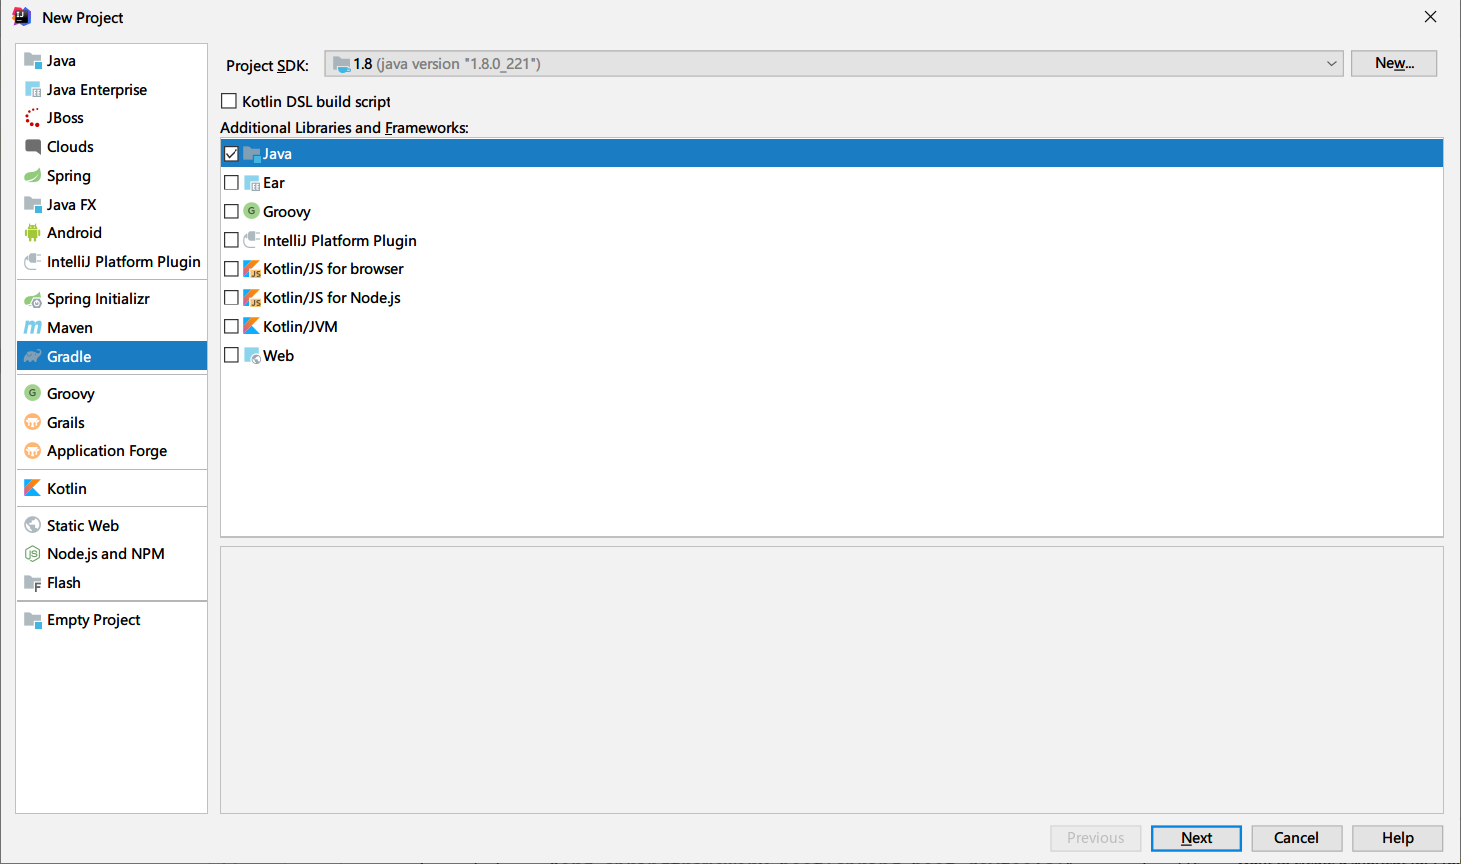 New Project
Java
Java Enterprise
JBoss
Clouds
Spring
Java FX
Android
IntelliJ Platform Plugin
Spring Initializr
Maven
Gradle
Groovy
Grails
Application Forge
Kotlin
Static Web
Node.js and NPM
Flash
Empty Project
Project SDK: 1.8 (java version "1.8.0_221") New...
Kotlin DSL build script
Additional Libraries and Frameworks:
Java
Ear
Groovy
IntelliJ Platform Plugin
Kotlin/JS for browser
Kotlin/JS for Node.js
Kotlin/JVM
Web
Previous Next Cancel Help